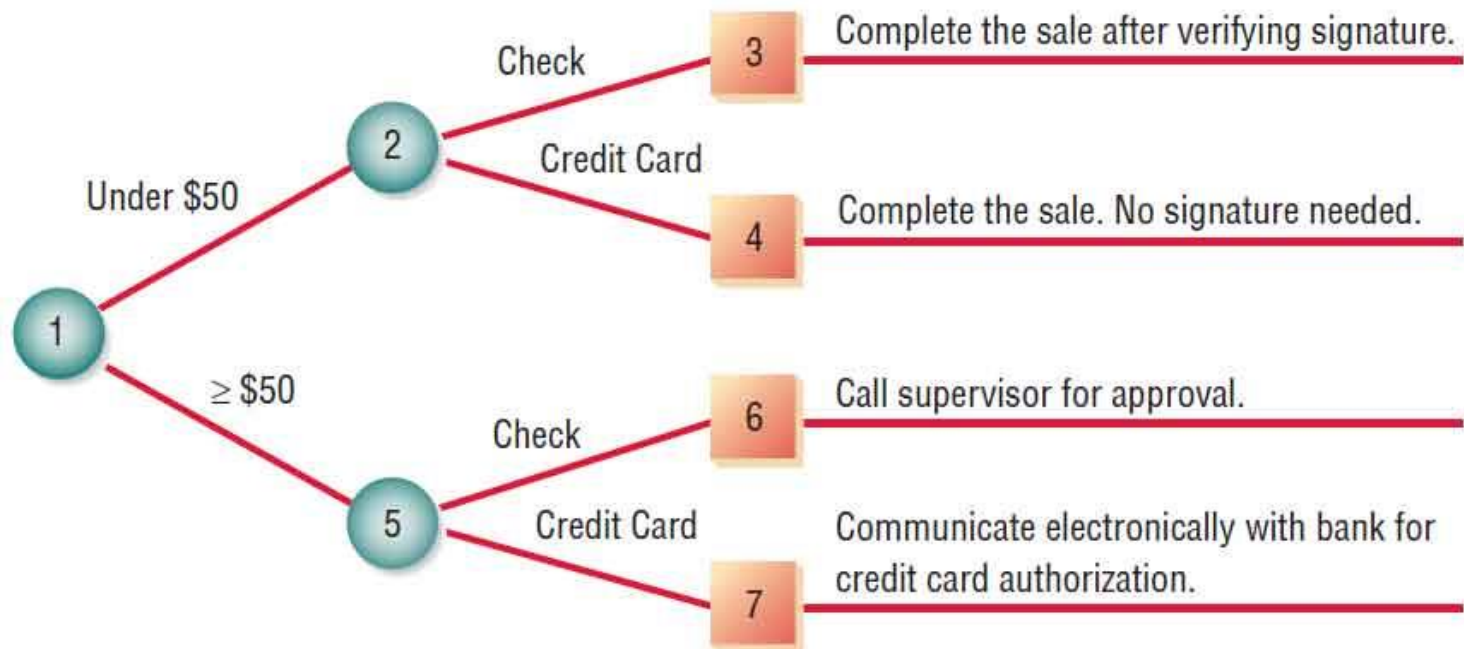 Check
3
Complete the sale after verifying signature.
2
Credit Card
Under $50
4
Complete the sale. No signature needed.
1
≥ $50
Check
6
Call supervisor for approval.
5
Credit Card
7
Communicate electronically with bank for
credit card authorization.